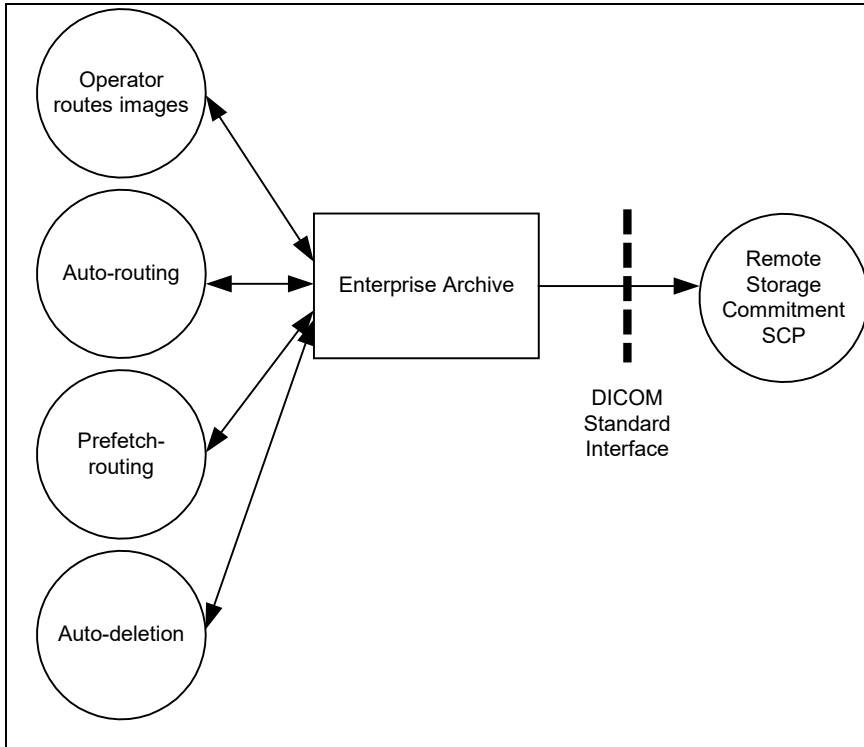 Operator
routes images
Auto-routing
Prefetch-
routing
Auto-deletion
Enterprise Archive
DICOM
Standard
Interface
Remote
Storage
Commitment
SCP